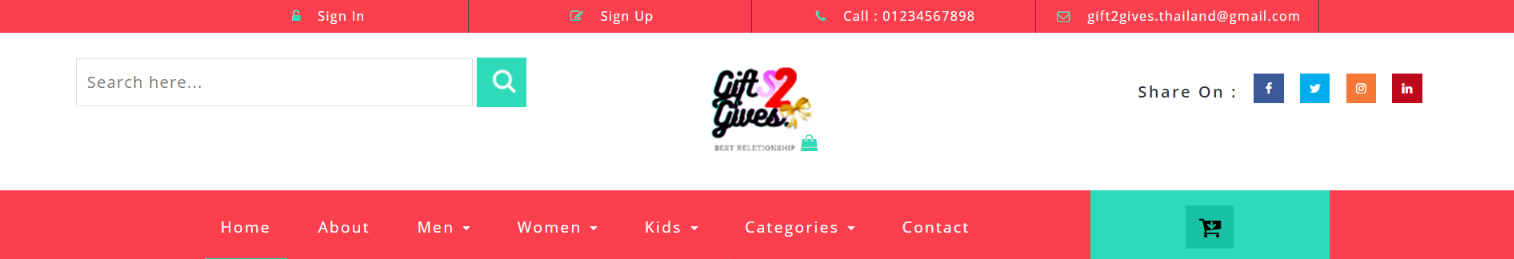 Sign In
Sign Up
Call : 01234567898
gift2gives.thailand@gmail.com
Search here...
Gift S 2
Gives.
BEST RELETIONSHIP
Share On :
Home
About
Men
Women
Kids
Categories
Contact